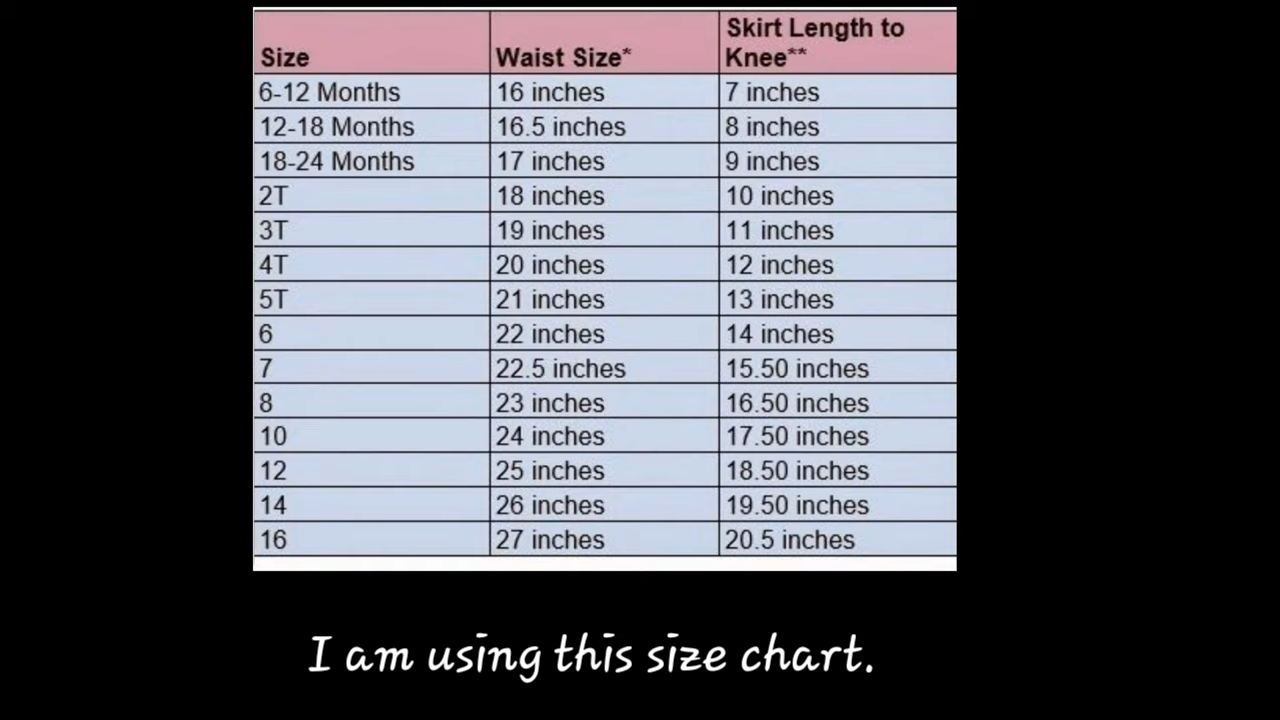 Size Waist Size* Skirt Length to Knee**
6-12 Months 16 inches 7 inches
12-18 Months 16.5 inches 8 inches
18-24 Months 17 inches 9 inches
2T 18 inches 10 inches
3T 19 inches 11 inches
4T 20 inches 12 inches
5T 21 inches 13 inches
6 22 inches 14 inches
7 22.5 inches 15.50 inches
8 23 inches 16.50 inches
10 24 inches 17.50 inches
12 25 inches 18.50 inches
14 26 inches 19.50 inches
16 27 inches 20.5 inches
I am using this size chart.